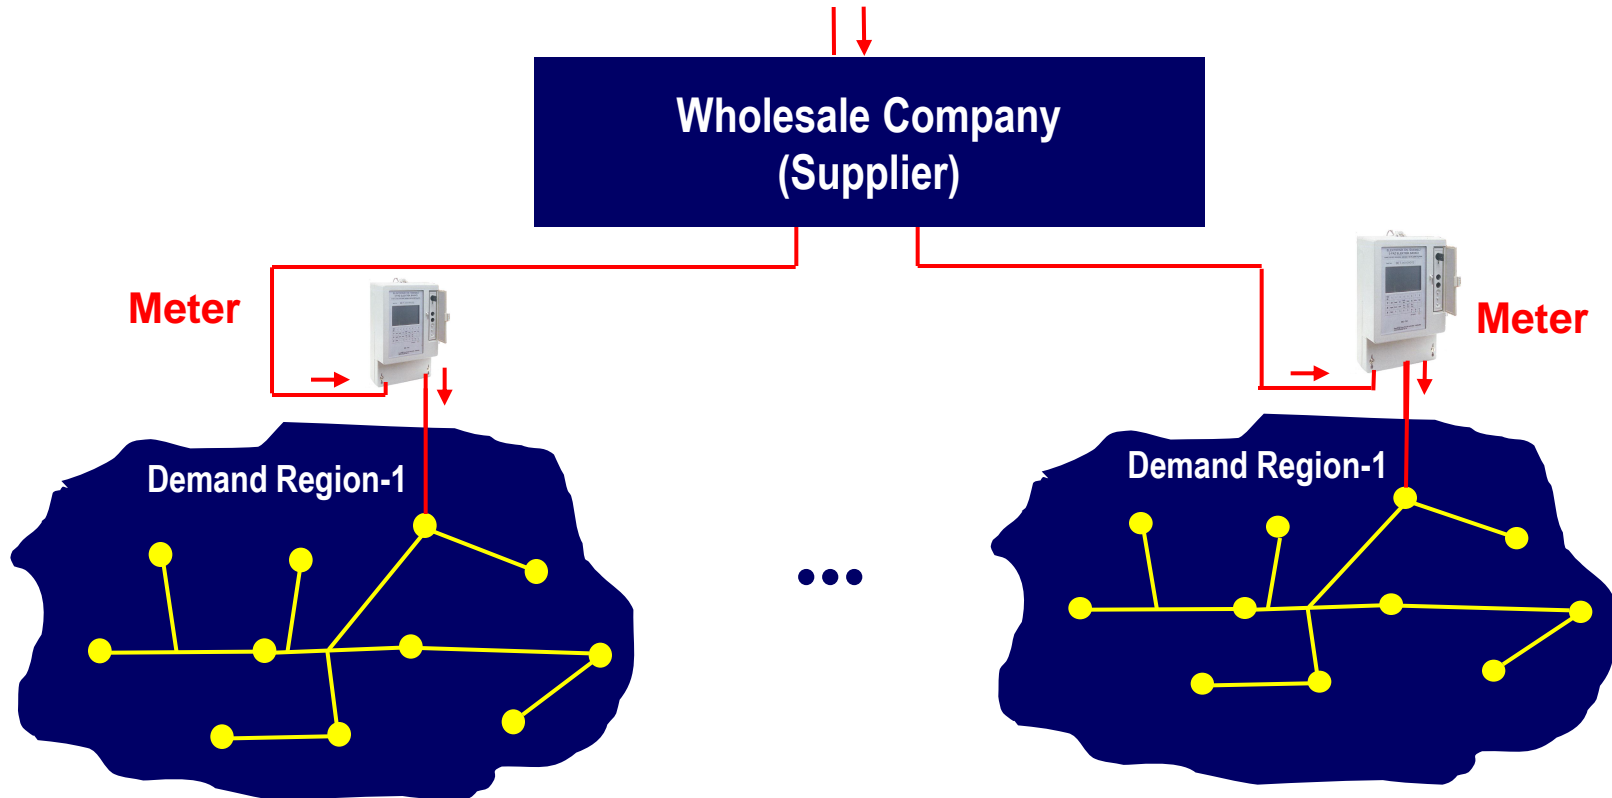 Wholesale Company
(Supplier)
Meter
Meter
Demand Region-1
Demand Region-1